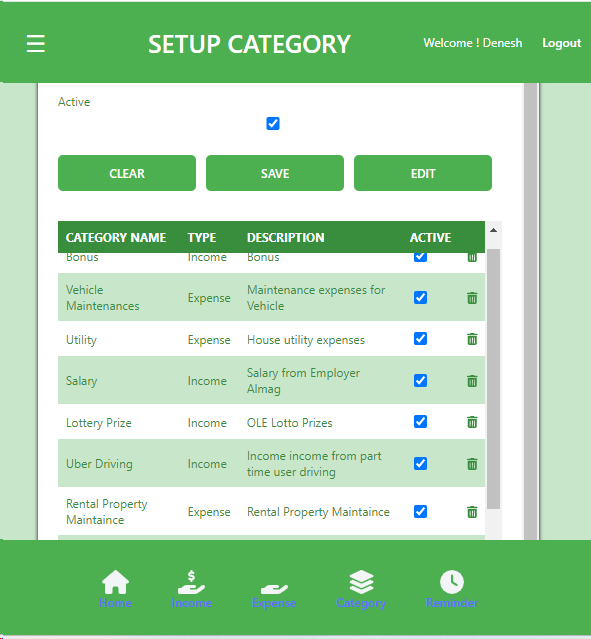 ☰ SETUP CATEGORY Welcome ! Denesh Logout
Active
CLEAR SAVE EDIT
CATEGORY NAME TYPE DESCRIPTION ACTIVE
Bonus Income Bonus
Vehicle Maintenances Expense Maintenance expenses for Vehicle
Utility Expense House utility expenses
Salary Income Salary from Employer Almag
Lottery Prize Income OLE Lotto Prizes
Uber Driving Income Income income from part time user driving
Rental Property Maintaince Expense Rental Property Maintaince
Home Income Expense Category Reminder